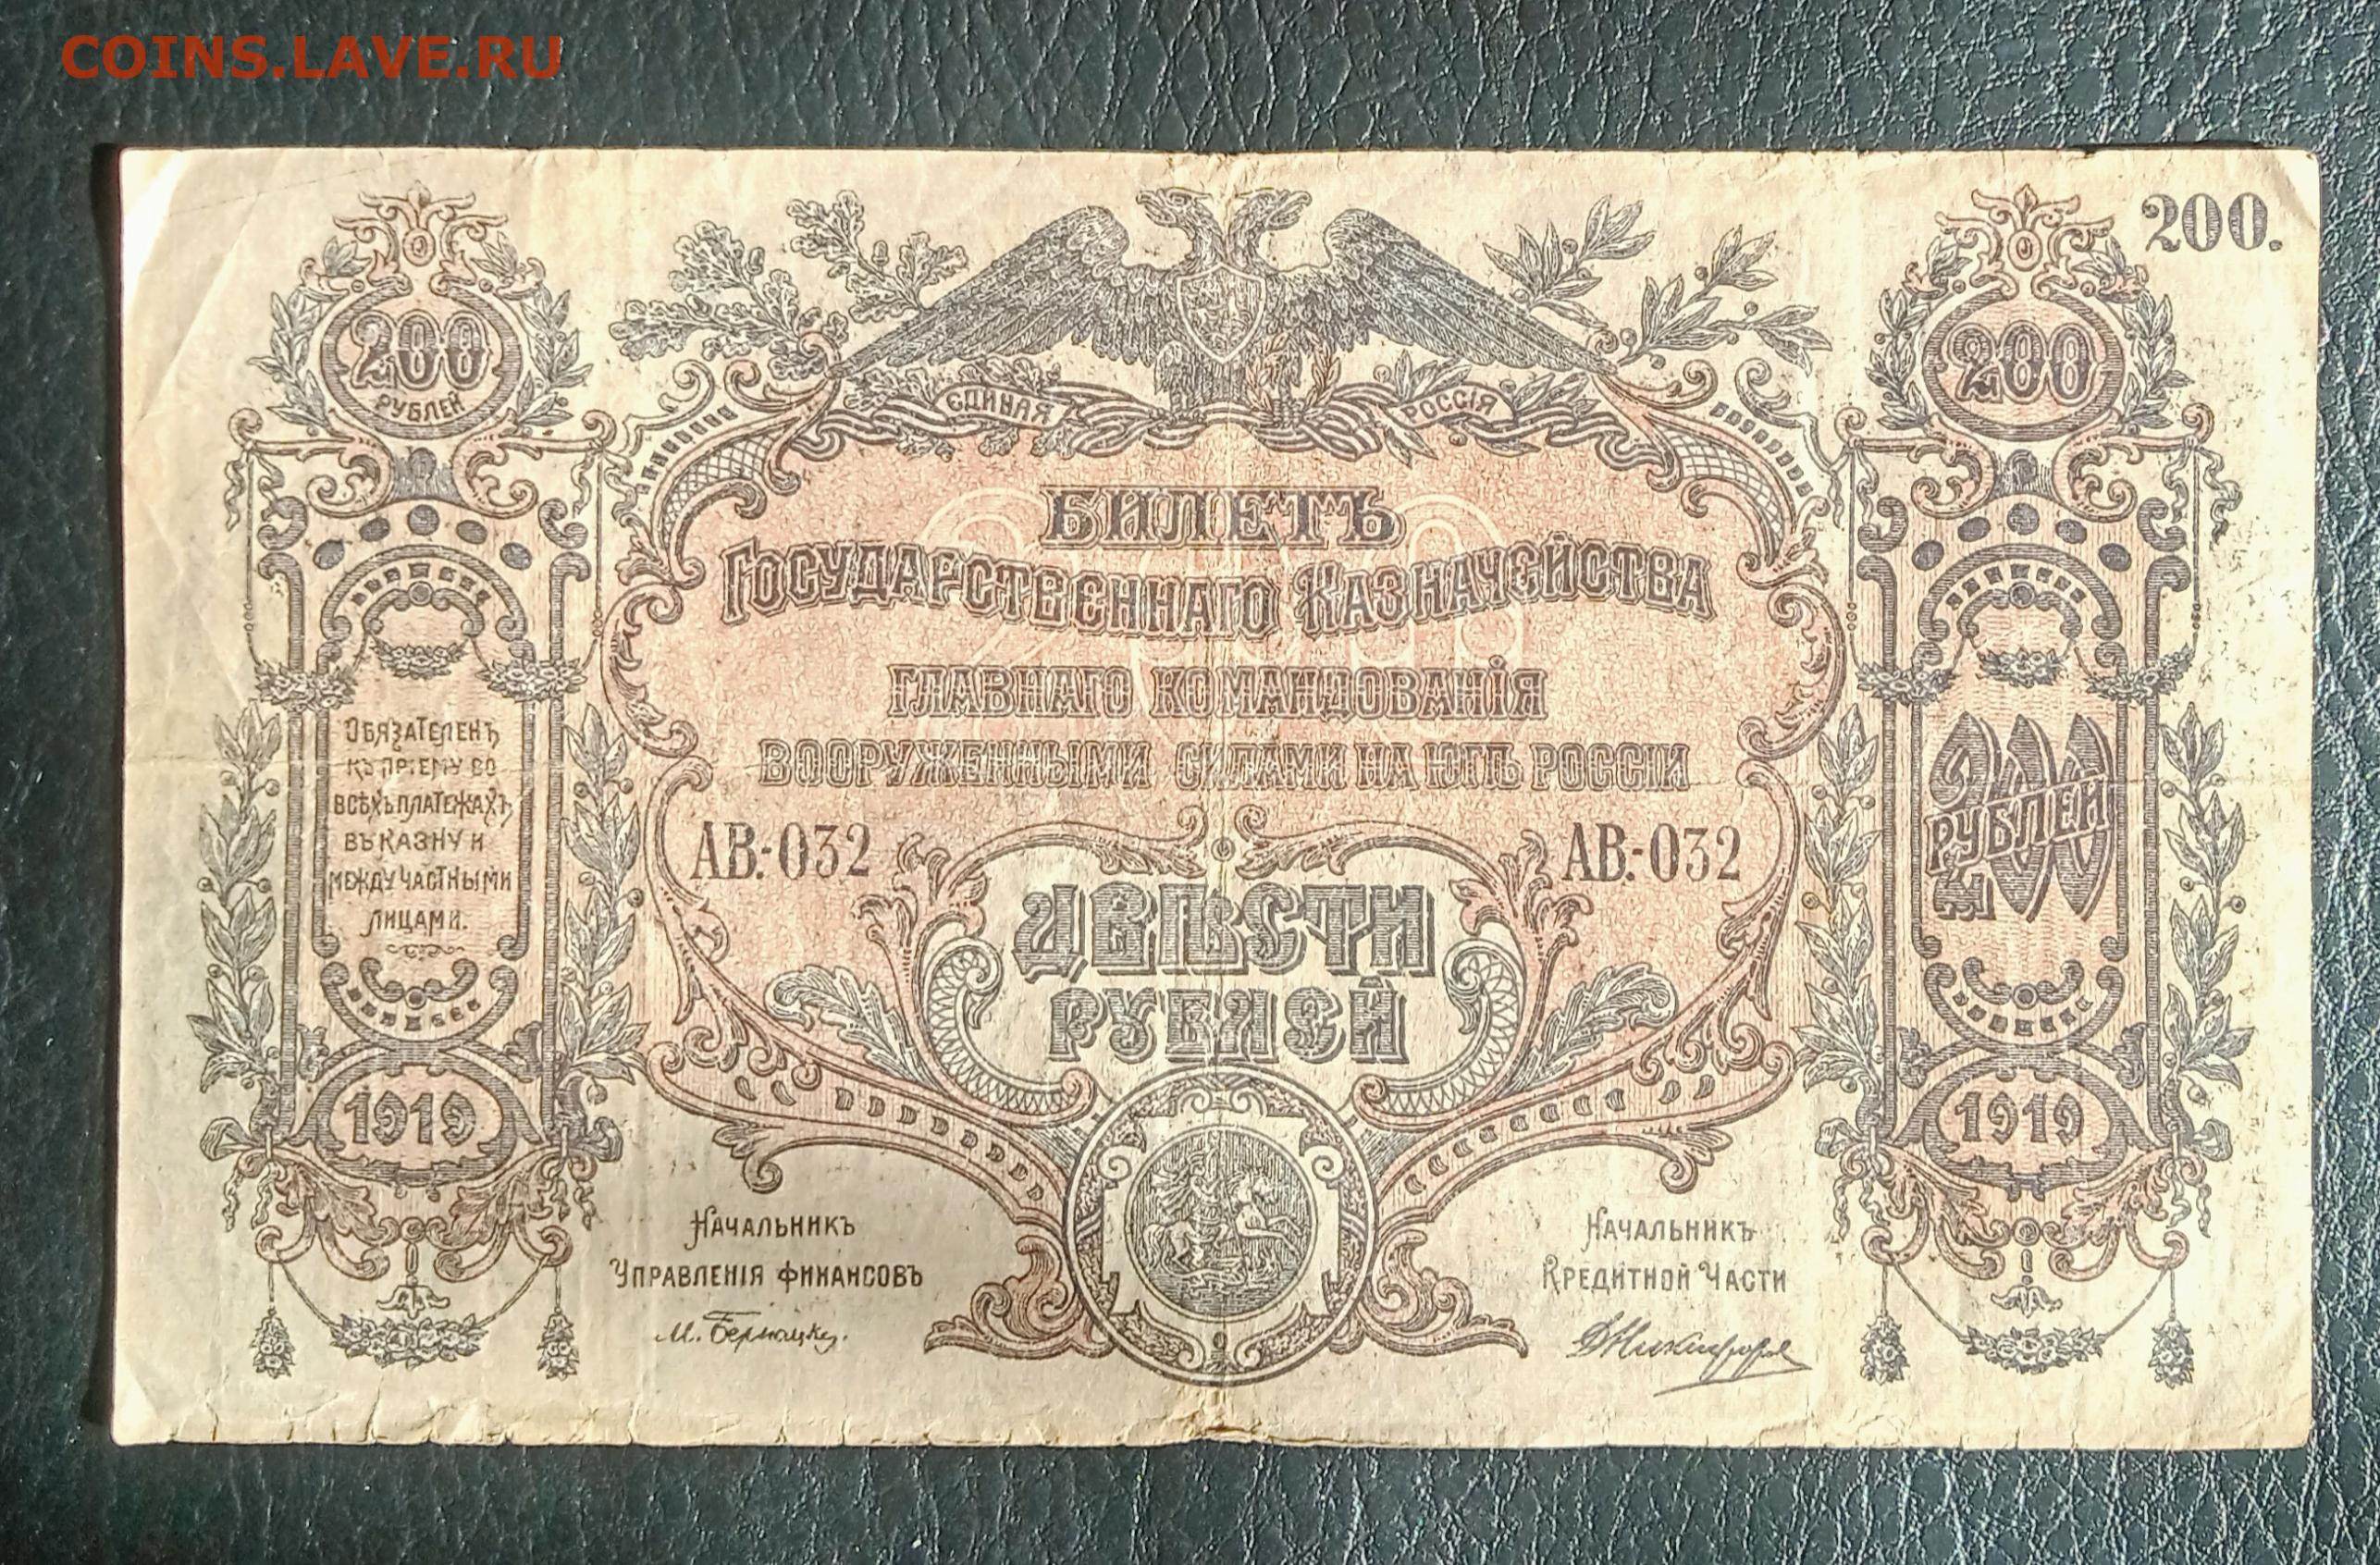 COINS.LAVE.RU
200.
200
РУБЛЕЙ
200
ЕДИНАЯ РОССІЯ
БИЛЕТЪ
ГОСУДАРСТВЕННАГО КАЗНАЧЕЙСТВА
ГЛАВНАГО КОМАНДОВАНІЯ
ВООРУЖЕННЫМИ СИЛАМИ НА ЮГѢ РОССІИ
ОБЯЗАТЕЛЕНЪ
КЪ ПРІЕМУ ВО
ВСѢХЪ ПЛАТЕЖАХЪ
ВЪ КАЗНУ И
МЕЖДУ ЧАСТНЫМИ
ЛИЦАМИ.
200
РУБЛЕЙ
АВ:-032 АВ:-032
ДВѢСТИ
РУБЛЕЙ
1919
1919
НАЧАЛЬНИКЪ
УПРАВЛЕНІЯ ФИНАНСОВЪ
М. Бернацкій.
НАЧАЛЬНИКЪ
КРЕДИТНОЙ ЧАСТИ